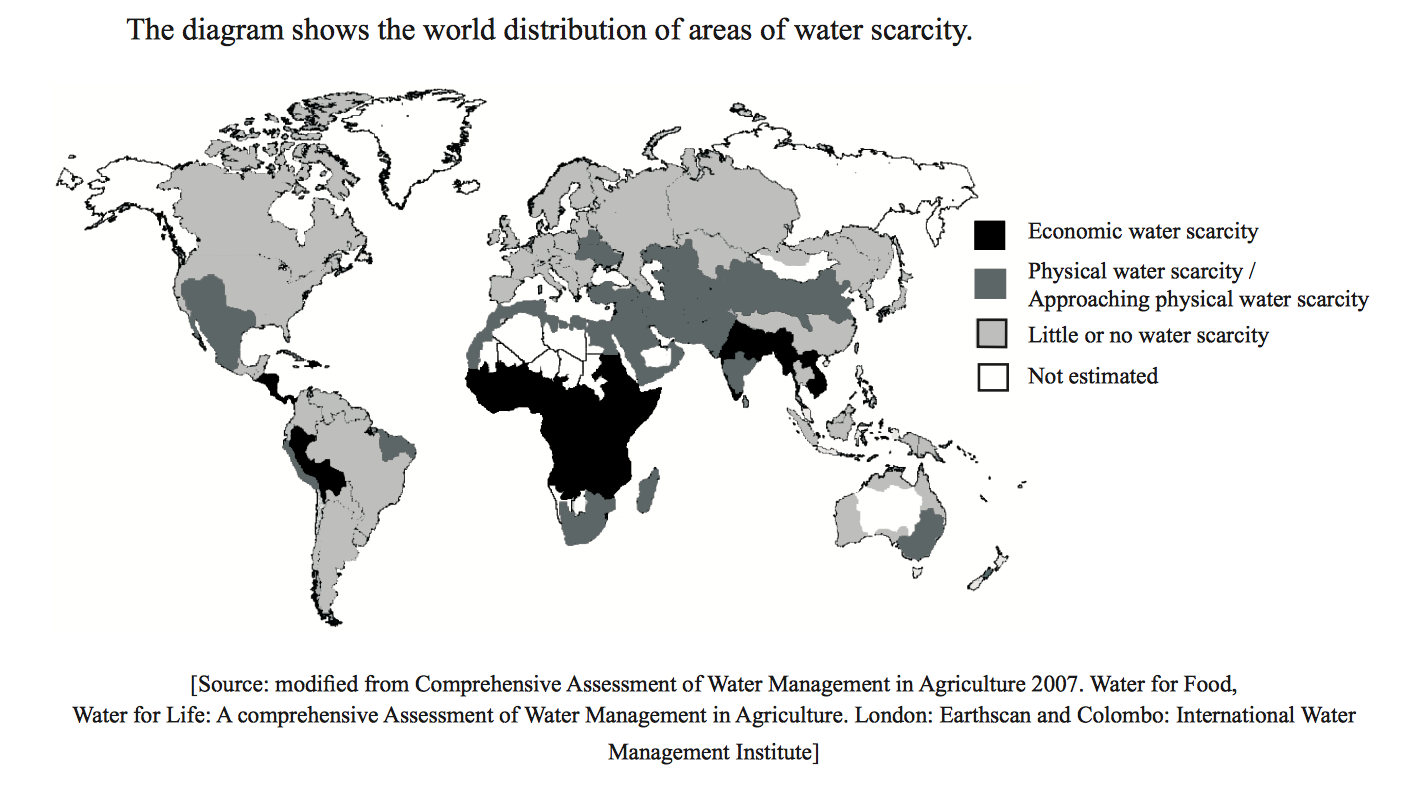 The diagram shows the world distribution of areas of water scarcity.
Economic water scarcity
Physical water scarcity /
Approaching physical water scarcity
Little or no water scarcity
Not estimated
[Source: modified from Comprehensive Assessment of Water Management in Agriculture 2007. Water for Food,
Water for Life: A comprehensive Assessment of Water Management in Agriculture. London: Earthscan and Colombo: International Water
Management Institute]